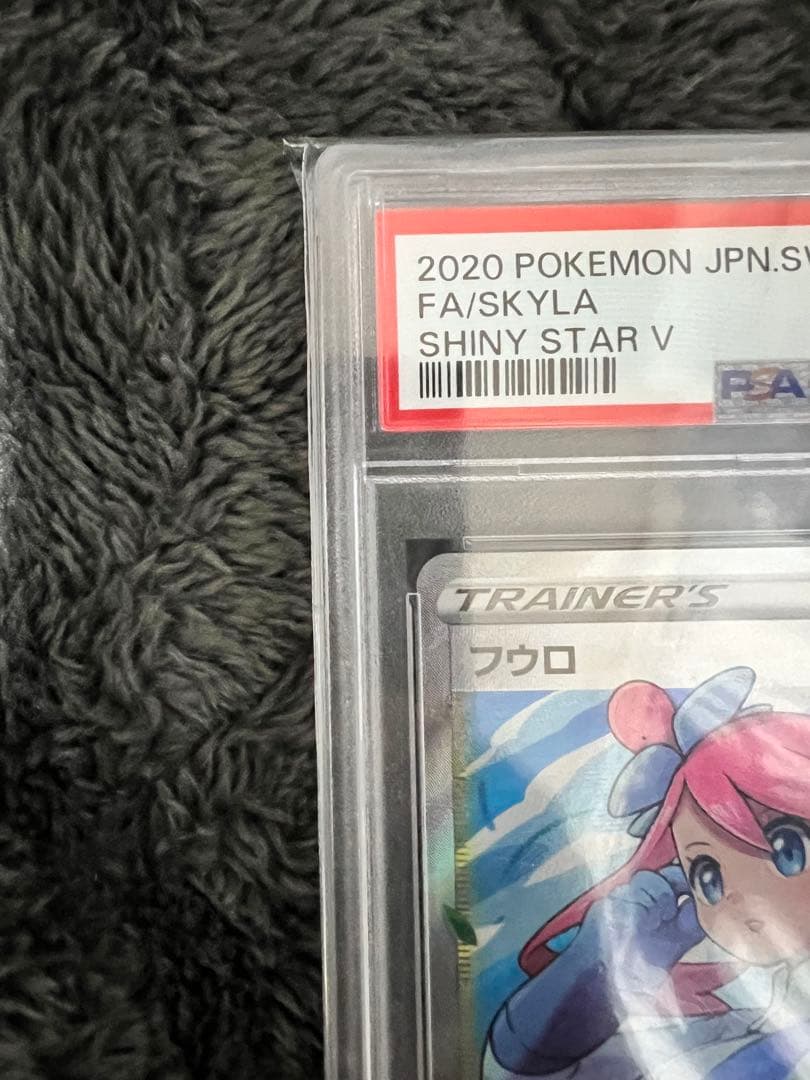 2020 POKEMON JPN.SW
FA/SKYLA
SHINY STAR V
PSA
TRAINER'S
フウロ